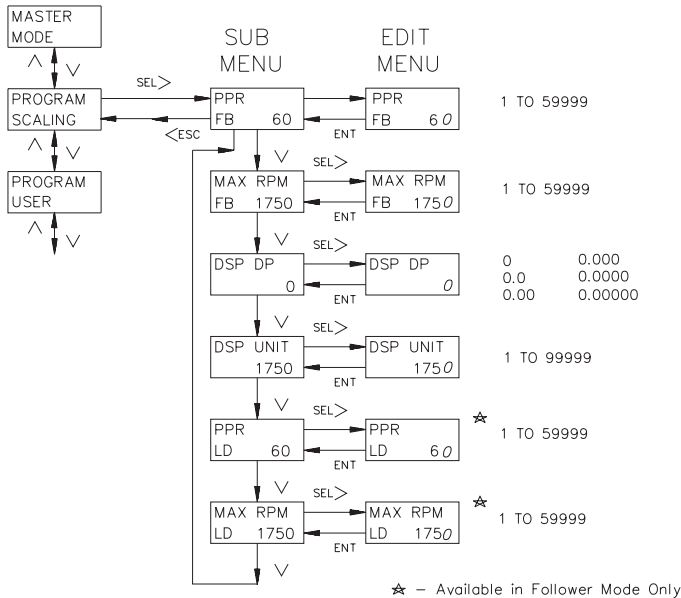 MASTER
MODE
PROGRAM
SCALING
PROGRAM
USER
SUB
MENU
EDIT
MENU
SEL>
<ESC
PPR
FB 60
PPR
FB 60
ENT
1 TO 59999
SEL>
MAX RPM
FB 1750
MAX RPM
FB 1750
ENT
1 TO 59999
SEL>
DSP DP
0
DSP DP
0
ENT
0 0.000
0.0 0.0000
0.00 0.00000
SEL>
DSP UNIT
1750
DSP UNIT
1750
ENT
1 TO 99999
SEL>
PPR
LD 60
PPR
LD 60
ENT
☆ 1 TO 59999
SEL>
MAX RPM
LD 1750
MAX RPM
LD 1750
ENT
☆ 1 TO 59999
☆ – Available in Follower Mode Only